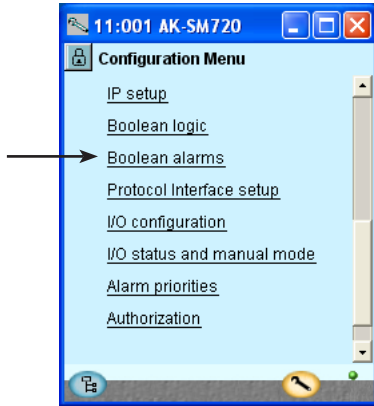 11:001 AK-SM720
Configuration Menu
IP setup
Boolean logic
Boolean alarms
Protocol Interface setup
I/O configuration
I/O status and manual mode
Alarm priorities
Authorization